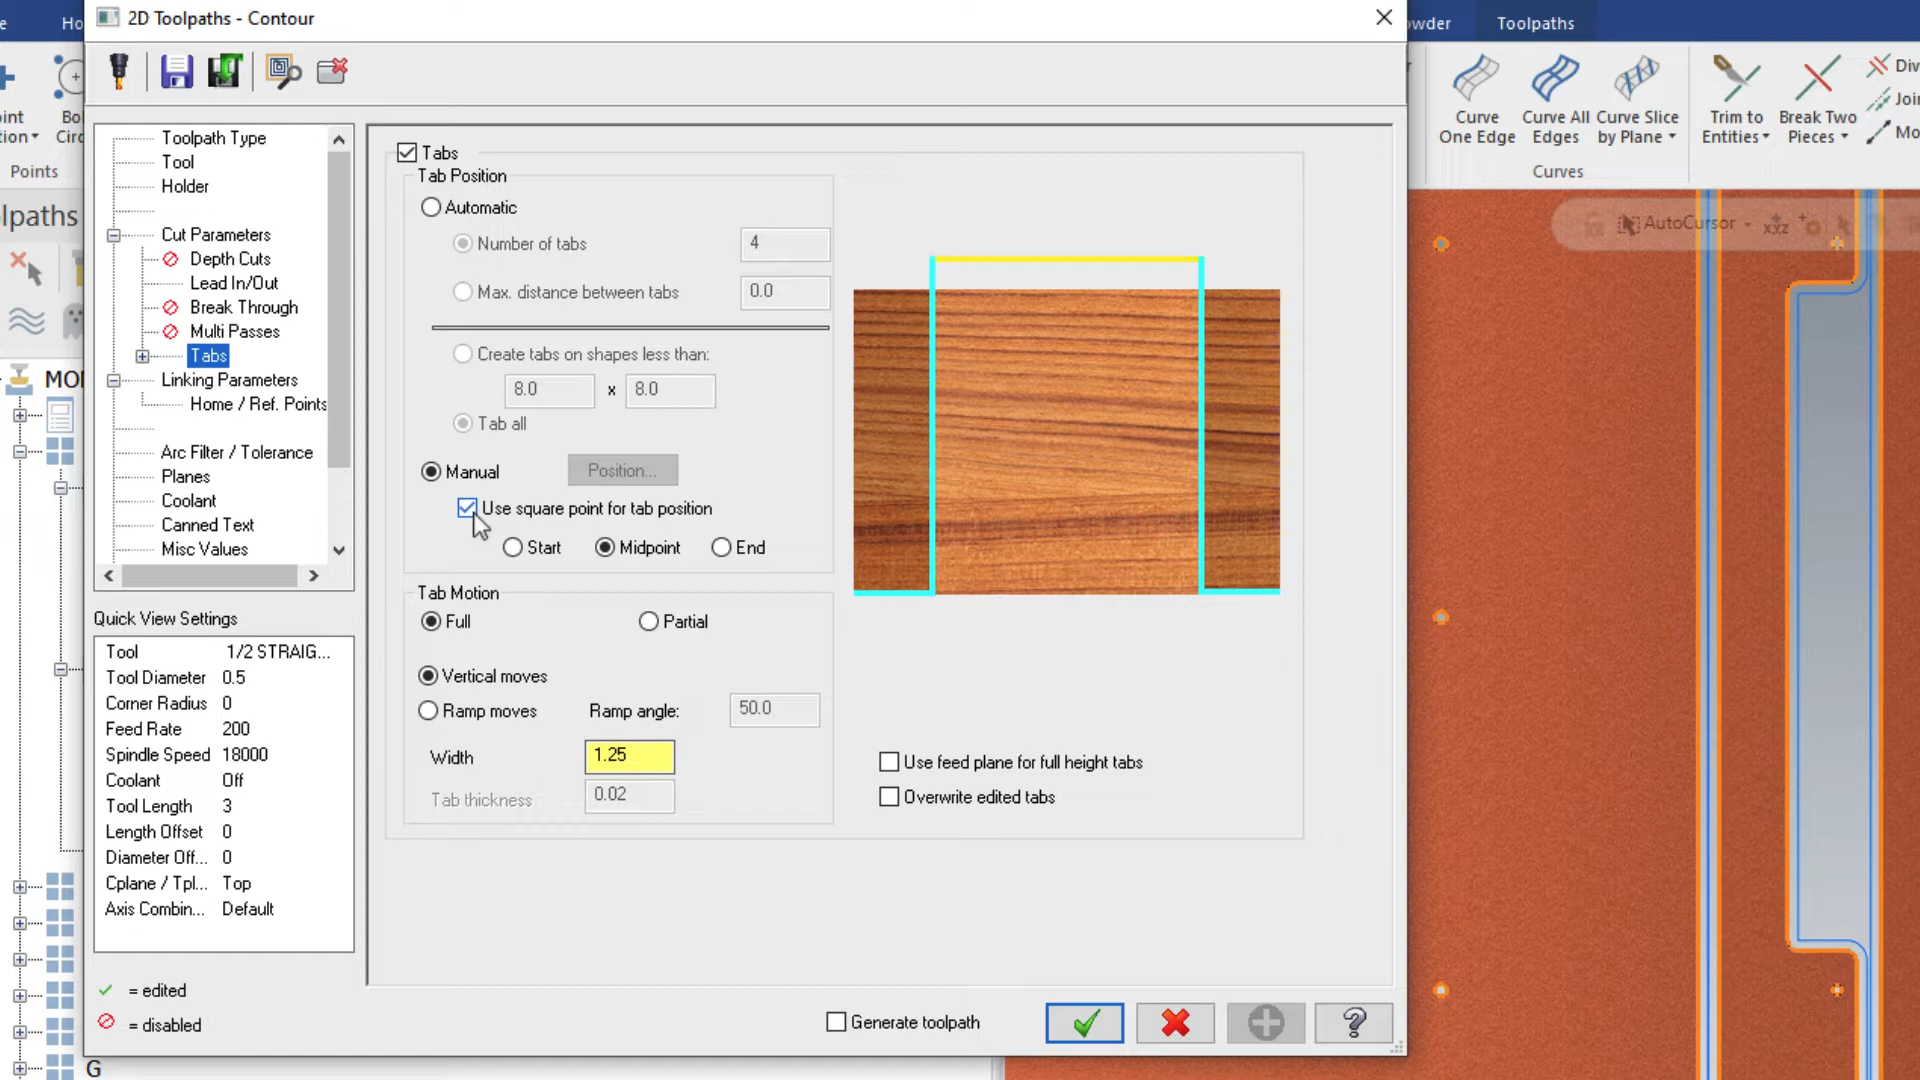 2D Toolpaths - Contour
Toolpaths
Curve
One Edge
Curve All
Edges
Curve Slice
by Plane
Curves
Trim to
Entities
Break Two
Pieces
Points
AutoCursor
Toolpath Type
Tool
Holder
Cut Parameters
Depth Cuts
Lead In/Out
Break Through
Multi Passes
Tabs
Linking Parameters
Home / Ref. Points
Arc Filter / Tolerance
Planes
Coolant
Canned Text
Misc Values
Quick View Settings
Tool 1/2 STRAIG...
Tool Diameter 0.5
Corner Radius 0
Feed Rate 200
Spindle Speed 18000
Coolant Off
Tool Length 3
Length Offset 0
Diameter Off... 0
Cplane / Tpl... Top
Axis Combin... Default
= edited
= disabled
Tabs
Tab Position
Automatic
Number of tabs 4
Max. distance between tabs 0.0
Create tabs on shapes less than:
8.0 x 8.0
Tab all
Manual Position...
Use square point for tab position
Start Midpoint End
Tab Motion
Full Partial
Vertical moves
Ramp moves Ramp angle: 50.0
Width 1.25
Tab thickness 0.02
Use feed plane for full height tabs
Overwrite edited tabs
Generate toolpath
G